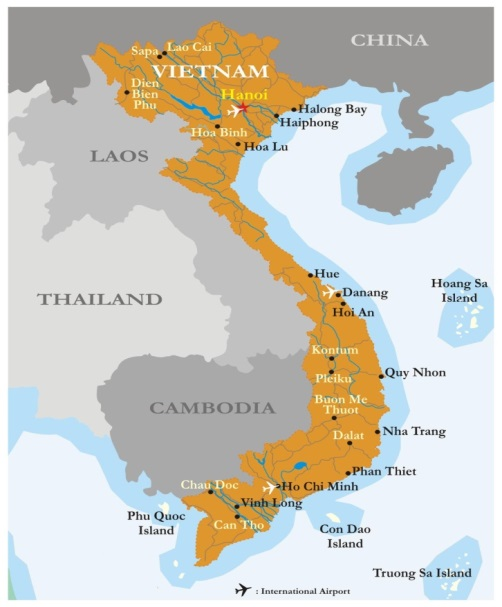 CHINA
Sapa
Lao Cai
VIETNAM
Dien
Bien
Phu
Hanoi
Halong Bay
Haiphong
Hoa Binh
Hoa Lu
LAOS
Hue
Danang
Hoi An
Hoang Sa
Island
THAILAND
Kontum
Pleiku
Quy Nhon
Buon Me
Thuot
CAMBODIA
Nha Trang
Dalat
Phan Thiet
Chau Doc
Ho Chi Minh
Vinh Long
Phu Quoc
Island
Can Tho
Con Dao
Island
Truong Sa
Island
: International Airport